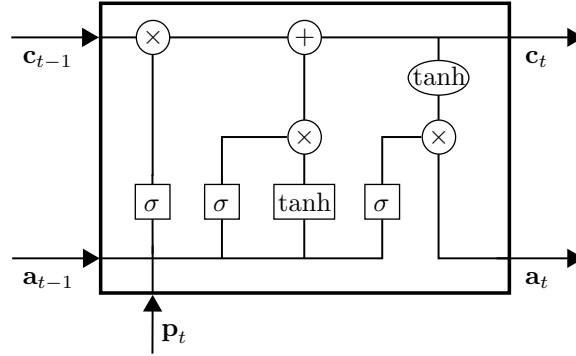 × +
c_{t−1} c_t
tanh
× ×
σ σ tanh σ
a_{t−1} a_t
p_t